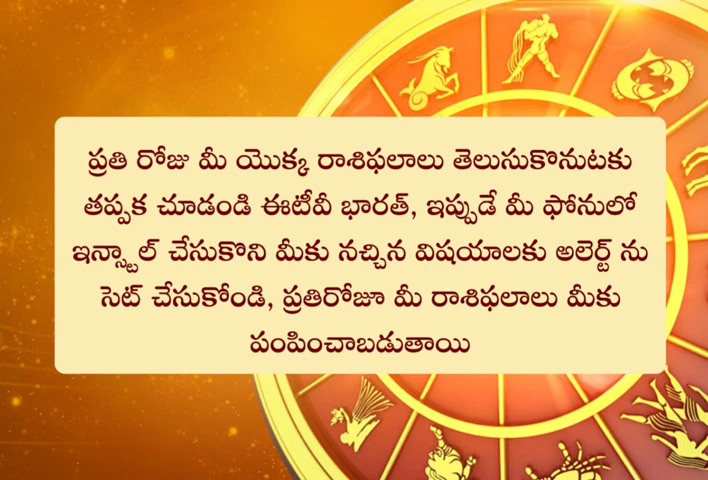 ప్రతి రోజు మీ యొక్క రాశిఫలాలు తెలుసుకొనుటకు
తప్పక చూడండి ఈటీవీ భారత్, ఇప్పుడే మీ ఫోనులో
ఇన్స్టాల్ చేసుకొని మీకు నచ్చిన విషయాలకు అలెర్ట్ ను
సెట్ చేసుకోండి, ప్రతిరోజూ మీ రాశిఫలాలు మీకు
పంపించాబడుతాయి